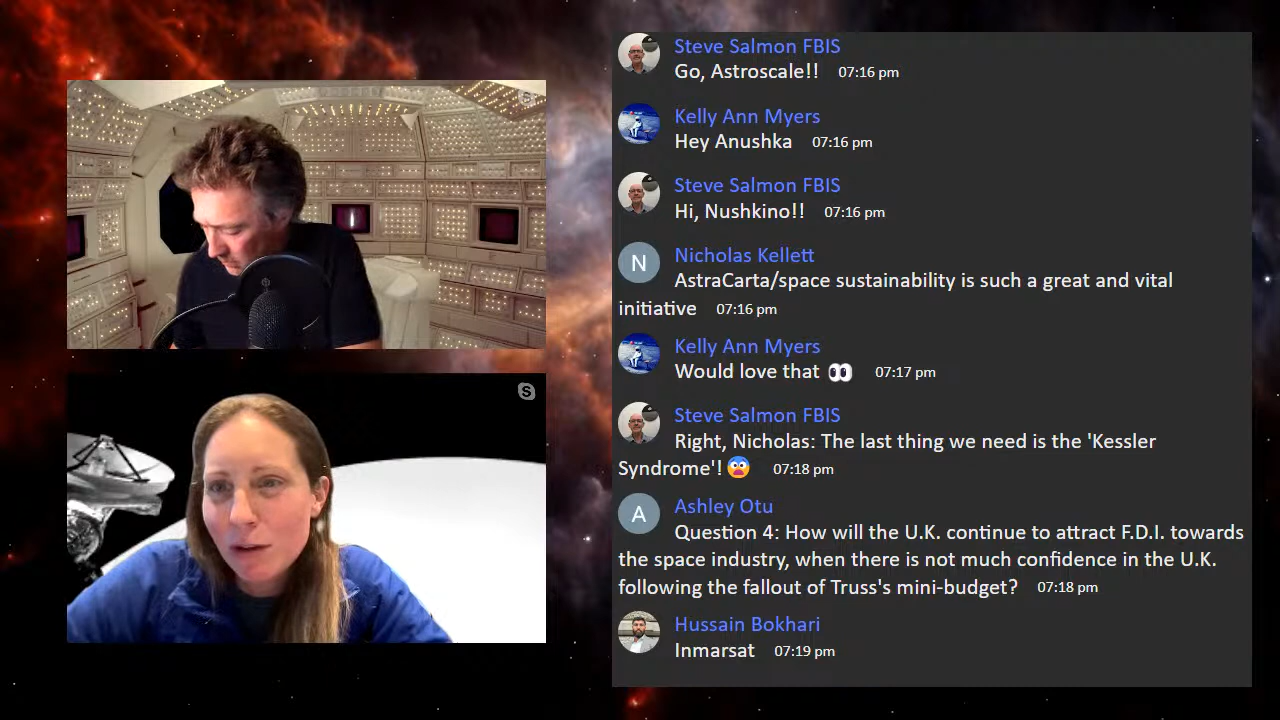 Steve Salmon FBIS
Go, Astroscale!! 07:16 pm
Kelly Ann Myers
Hey Anushka 07:16 pm
Steve Salmon FBIS
Hi, Nushkino!! 07:16 pm
N
Nicholas Kellett
AstraCarta/space sustainability is such a great and vital
initiative 07:16 pm
Kelly Ann Myers
Would love that 👀 07:17 pm
Steve Salmon FBIS
Right, Nicholas: The last thing we need is the 'Kessler
Syndrome'!😨 07:18 pm
A
Ashley Otu
Question 4: How will the U.K. continue to attract F.D.I. towards
the space industry, when there is not much confidence in the U.K.
following the fallout of Truss's mini-budget? 07:18 pm
Hussain Bokhari
Inmarsat 07:19 pm